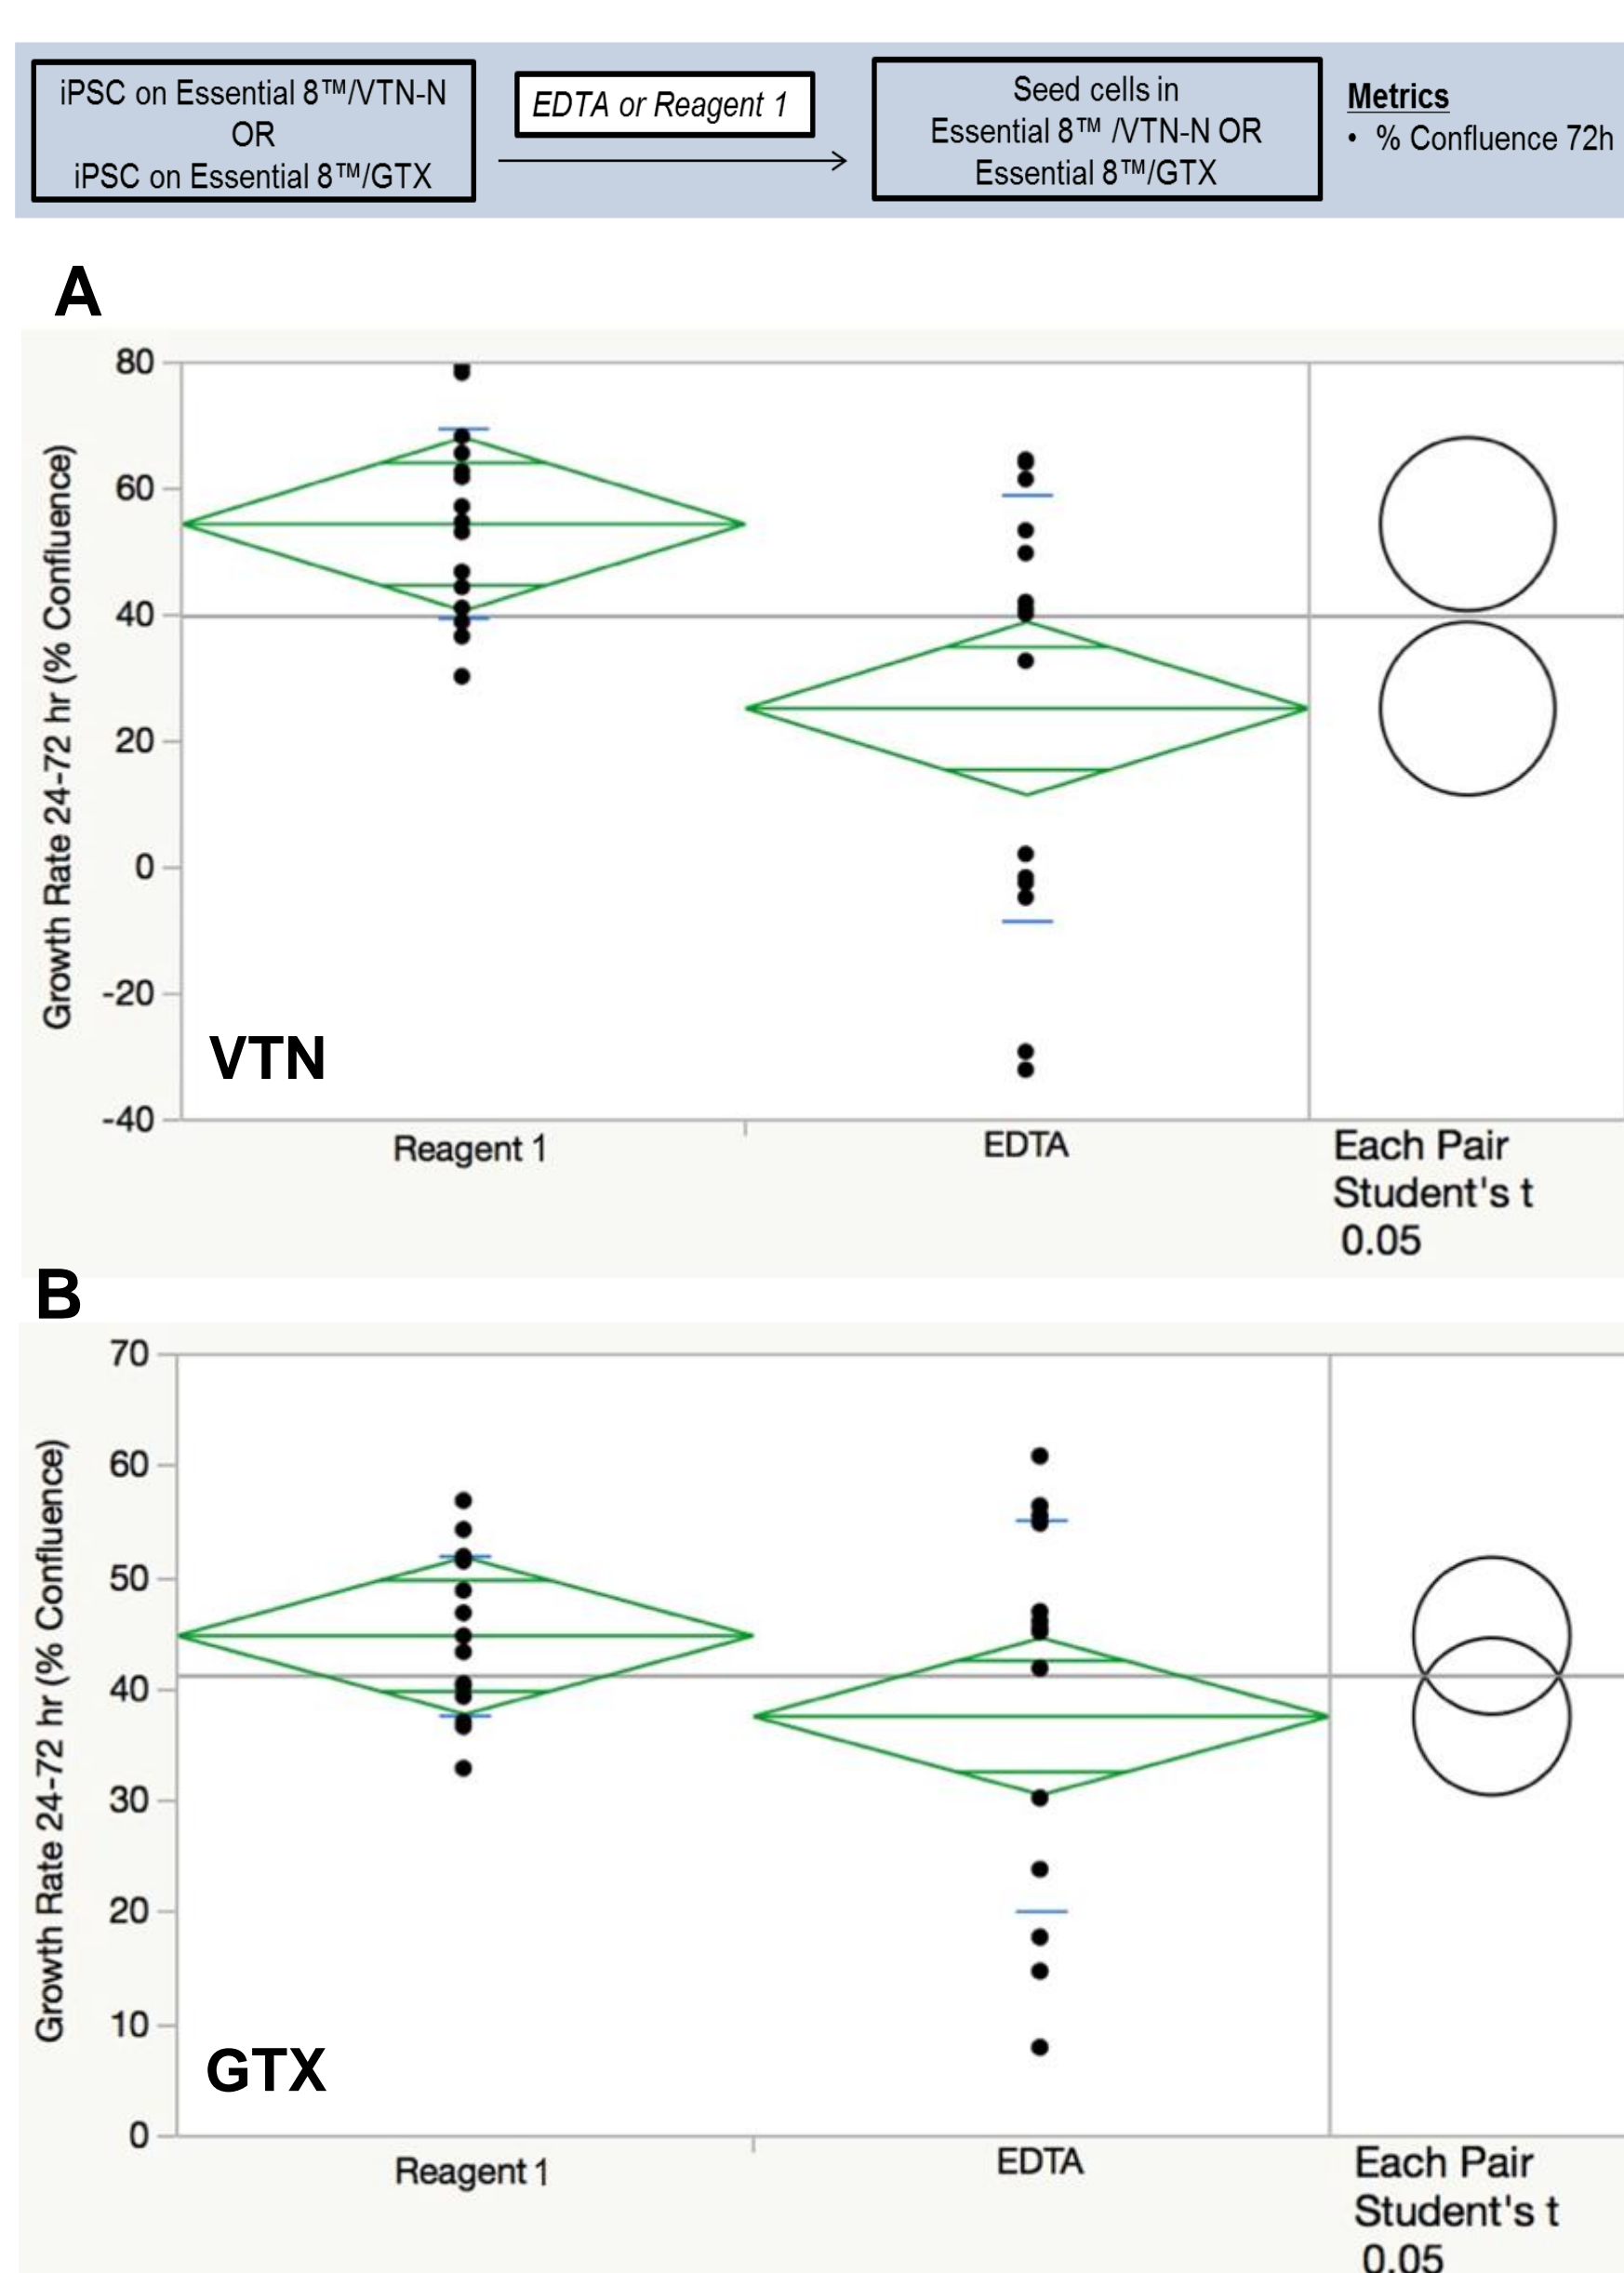 iPSC on Essential 8™/VTN-N
OR
iPSC on Essential 8™/GTX
EDTA or Reagent 1
Seed cells in
Essential 8™ /VTN-N OR
Essential 8™/GTX
Metrics
• % Confluence 72h
A
Growth Rate 24-72 hr (% Confluence)
80
60
40
20
0
-20
-40
VTN
Reagent 1
EDTA
Each Pair
Student's t
0.05
B
Growth Rate 24-72 hr (% Confluence)
70
60
50
40
30
20
10
0
GTX
Reagent 1
EDTA
Each Pair
Student's t
0.05